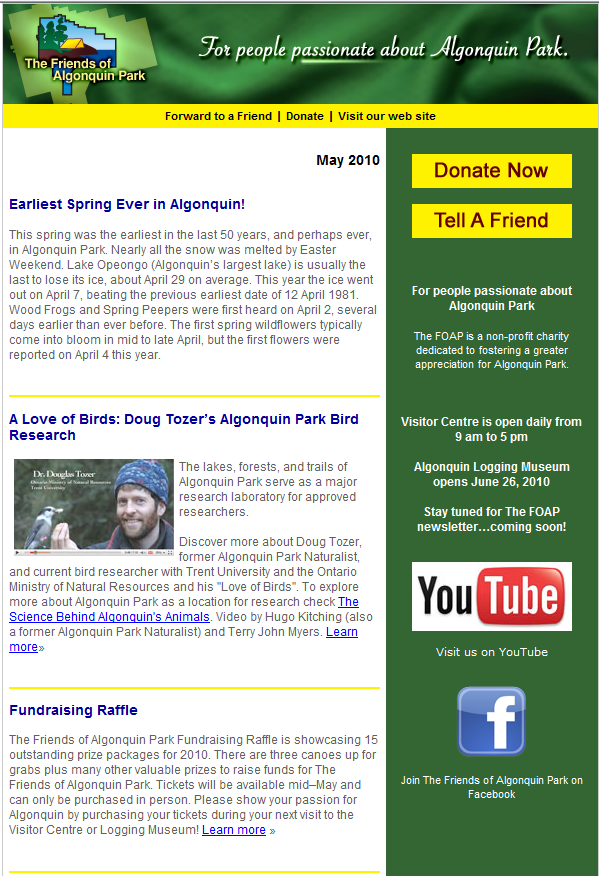 The Friends of
Algonquin Park
For people passionate about Algonquin Park.
Forward to a Friend | Donate | Visit our web site
May 2010
Earliest Spring Ever in Algonquin!
This spring was the earliest in the last 50 years, and perhaps ever,
in Algonquin Park. Nearly all the snow was melted by Easter
Weekend. Lake Opeongo (Algonquin's largest lake) is usually the
last to lose its ice, about April 29 on average. This year the ice went
out on April 7, beating the previous earliest date of 12 April 1981.
Wood Frogs and Spring Peepers were first heard on April 2, several
days earlier than ever before. The first spring wildflowers typically
come into bloom in mid to late April, but the first flowers were
reported on April 4 this year.
A Love of Birds: Doug Tozer's Algonquin Park Bird
Research
Dr. Douglas Tozer
Ontario Ministry of Natural Resources
Trent University
The lakes, forests, and trails of
Algonquin Park serve as a major
research laboratory for approved
researchers.
Discover more about Doug Tozer,
former Algonquin Park Naturalist,
and current bird researcher with Trent University and the Ontario
Ministry of Natural Resources and his "Love of Birds". To explore
more about Algonquin Park as a location for research check The
Science Behind Algonquin's Animals. Video by Hugo Kitching (also
a former Algonquin Park Naturalist) and Terry John Myers. Learn
more»
Fundraising Raffle
The Friends of Algonquin Park Fundraising Raffle is showcasing 15
outstanding prize packages for 2010. There are three canoes up for
grabs plus many other valuable prizes to raise funds for The
Friends of Algonquin Park. Tickets will be available mid–May and
can only be purchased in person. Please show your passion for
Algonquin by purchasing your tickets during your next visit to the
Visitor Centre or Logging Museum! Learn more »
Donate Now
Tell A Friend
For people passionate about
Algonquin Park
The FOAP is a non-profit charity
dedicated to fostering a greater
appreciation for Algonquin Park.
Visitor Centre is open daily from
9 am to 5 pm
Algonquin Logging Museum
opens June 26, 2010
Stay tuned for The FOAP
newsletter...coming soon!
YouTube
Visit us on YouTube
f
Join The Friends of Algonquin Park on
Facebook